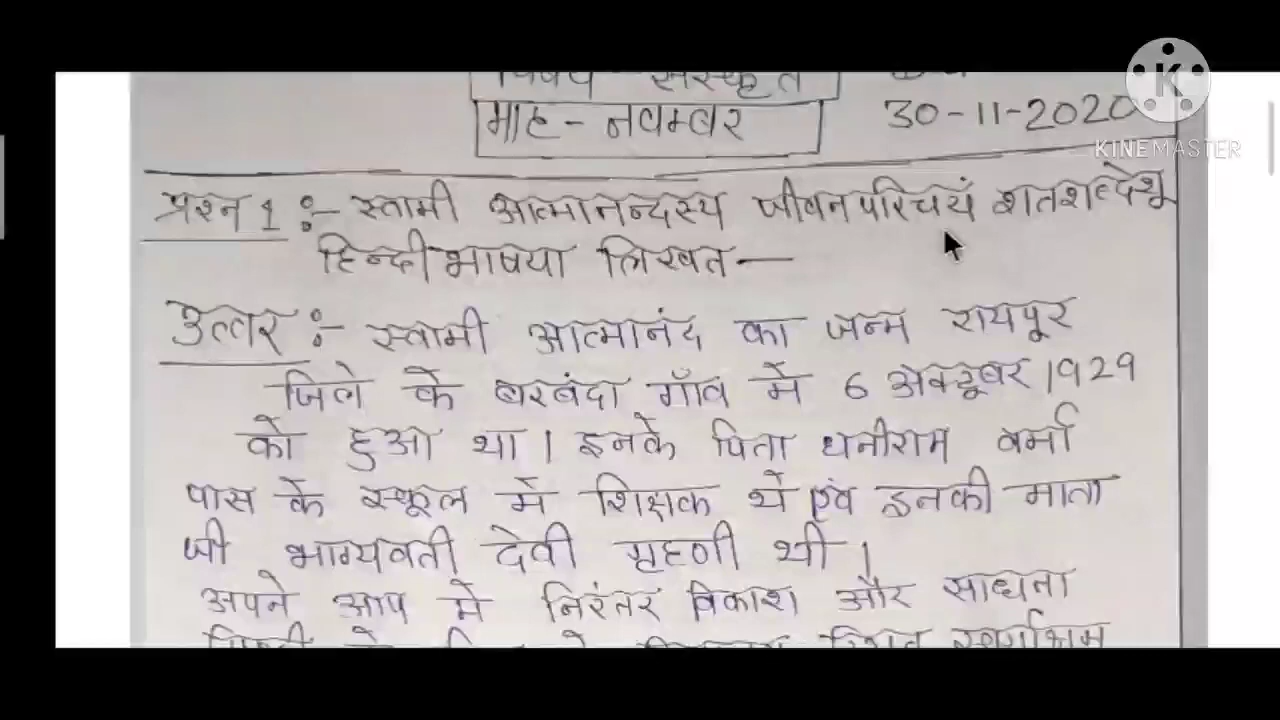 विषय - संस्कृत
माह - नवम्बर
30-11-2020
KINEMASTER
प्रश्न 1 :- स्वामी आत्मानन्दस्य जीवनपरिचयं शतशब्देषु
हिन्दीभाषया लिखत —
उत्तर :- स्वामी आत्मानंद का जन्म रायपूर
जिले के बरबंदा गाँव में 6 अक्टूबर 1929
को हुआ था। इनके पिता धनीराम वर्मा
पास के स्कूल में शिक्षक थे एवं इनकी माता
जी भाग्यवती देवी गृहणी थी।
अपने आप मे निरंतर विकाश और साधना